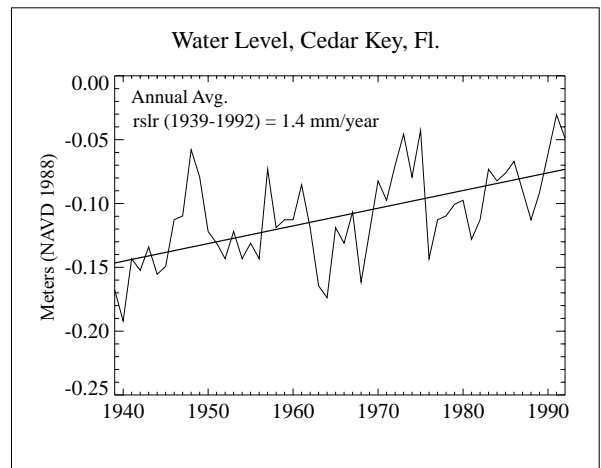 Water Level, Cedar Key, Fl.
0.00
Annual Avg.
rslr (1939-1992) = 1.4 mm/year
-0.05
-0.10
Meters (NAVD 1988)
-0.15
-0.20
-0.25
1940 1950 1960 1970 1980 1990